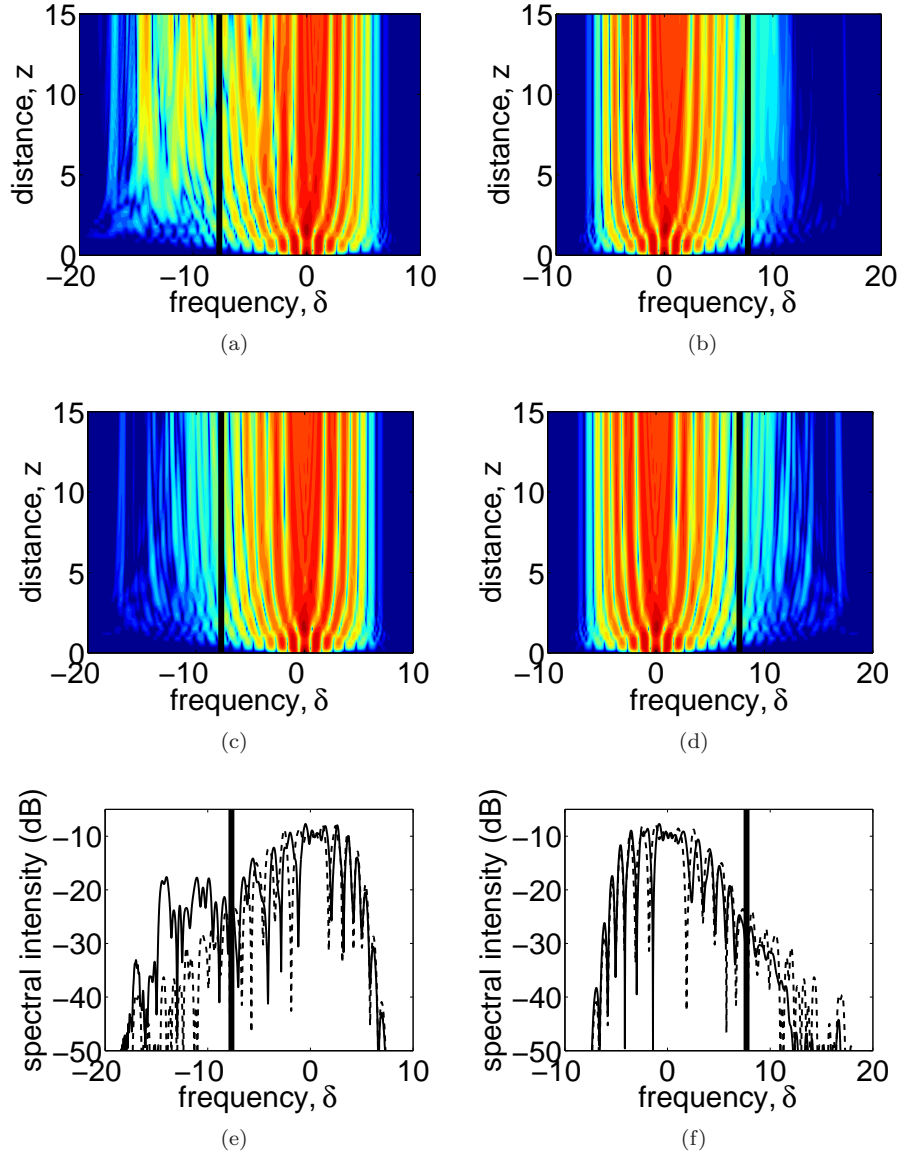 distance, z
15
10
5
0
−20
−10
0
10
frequency, δ
(a)
distance, z
15
10
5
0
−10
0
10
20
frequency, δ
(b)
distance, z
15
10
5
0
−20
−10
0
10
frequency, δ
(c)
distance, z
15
10
5
0
−10
0
10
20
frequency, δ
(d)
spectral intensity (dB)
−10
−20
−30
−40
−50
−20
−10
0
10
frequency, δ
(e)
spectral intensity (dB)
−10
−20
−30
−40
−50
−10
0
10
20
frequency, δ
(f)